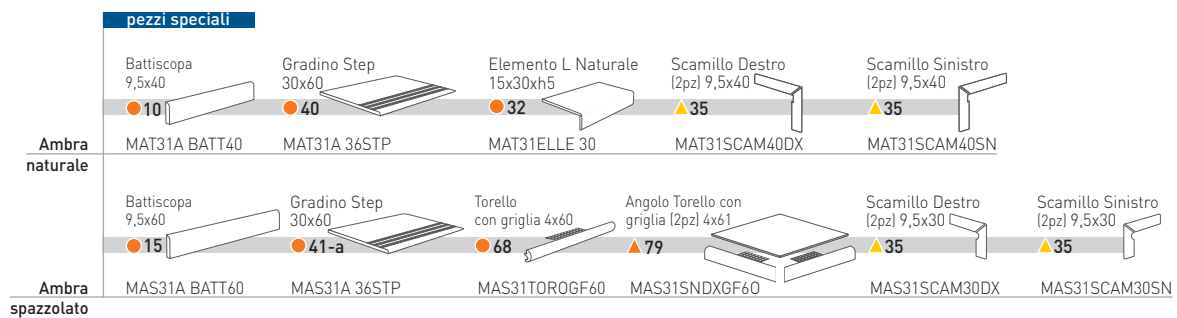 pezzi speciali
Battiscopa
9,5x40
10
MAT31A BATT40
Gradino Step
30x60
40
MAT31A 36STP
Elemento L Naturale
15x30xh5
32
MAT31ELLE 30
Scamillo Destro
(2pz) 9,5x40
35
MAT31SCAM40DX
Scamillo Sinistro
(2pz) 9,5x40
35
MAT31SCAM40SN
Ambra
naturale
Battiscopa
9,5x60
15
MAS31A BATT60
Gradino Step
30x60
41-a
MAS31A 36STP
Torello
con griglia 4x60
68
MAS31TOROGF60
Angolo Torello con
griglia (2pz) 4x61
79
MAS31SNDXGF60
Scamillo Destro
(2pz) 9,5x30
35
MAS31SCAM30DX
Scamillo Sinistro
(2pz) 9,5x30
35
MAS31SCAM30SN
Ambra
spazzolato